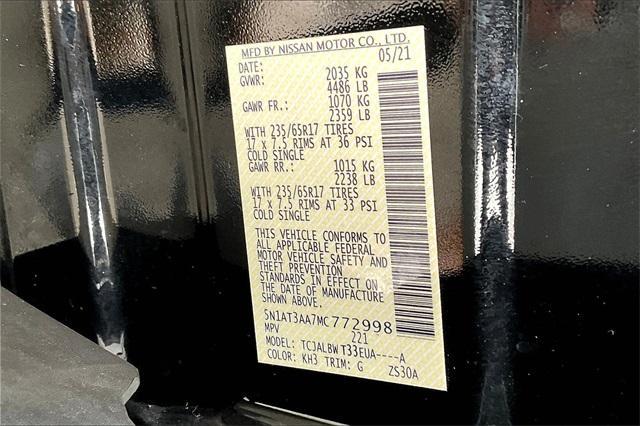 MFD BY NISSAN MOTOR CO., LTD.
DATE: 05/21
GVWR: 2035 KG
4486 LB
GAWR FR.: 1070 KG
2359 LB
WITH 235/65R17 TIRES
17 x 7.5 RIMS AT 36 PSI
COLD SINGLE
GAWR RR.: 1015 KG
2238 LB
WITH 235/65R17 TIRES
17 x 7.5 RIMS AT 33 PSI
COLD SINGLE
THIS VEHICLE CONFORMS TO
ALL APPLICABLE FEDERAL
MOTOR VEHICLE SAFETY AND
THEFT PREVENTION
STANDARDS IN EFFECT ON
THE DATE OF MANUFACTURE
SHOWN ABOVE.
5N1AT3AA7MC772998
MPV 221
MODEL: TCJALBWT33EUA----A
COLOR: KH3 TRIM: G ZS30A